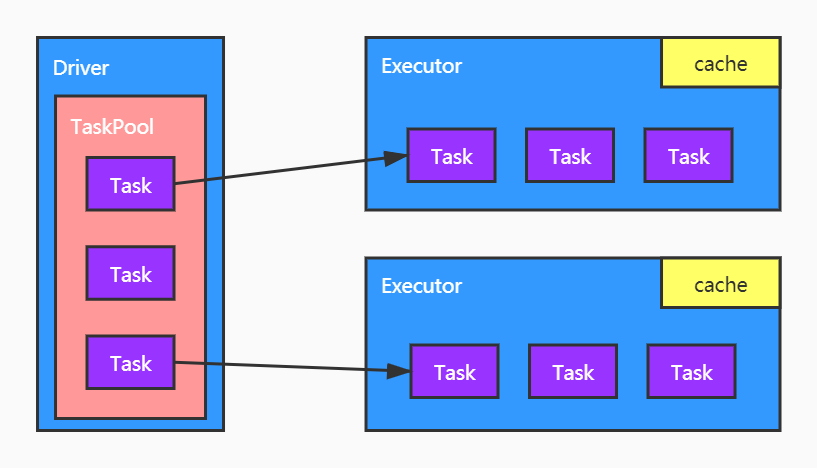 Driver
TaskPool
Task
Task
Task
Executor
cache
Task
Task
Task
Executor
cache
Task
Task
Task